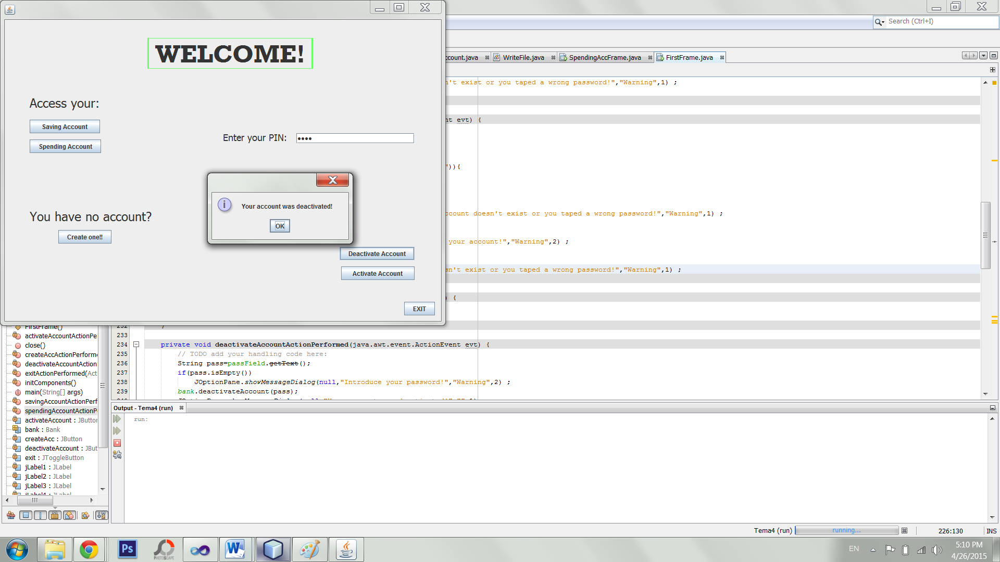 WELCOME!
Access your:
Saving Account
Spending Account
Enter your PIN:
Your account was deactivated!
OK
You have no account?
Create one!!
Deactivate Account
Activate Account
EXIT
Search (Ctrl+I)
ccount.java
WriteFile.java
SpendingAccFrame.java
FirstFrame.java
't exist or you taped a wrong password!","Warning",1) ;
nt evt) {
")){
ccount doesn't exist or you taped a wrong password!","Warning",1) ;
your account!","Warning",2) ;
sn't exist or you taped a wrong password!","Warning",1) ;
) {
232 }
233
234 private void deactivateAccountActionPerformed(java.awt.event.ActionEvent evt) {
235 // TODO add your handling code here:
236 String pass=passField.getText();
237 if(pass.isEmpty())
238 JOptionPane.showMessageDialog(null,"Introduce your password!","Warning",2) ;
239 bank.deactivateAccount(pass);
FirstFrame()
activateAccountActionPe
close()
createAccActionPerforme
deactivateAccountAction
exitActionPerformed(Act
initComponents()
main(String[] args)
savingAccountActionPerf
spendingAccountActionP
activateAccount : JButton
bank : Bank
createAcc : JButton
deactivateAccount : JBut
exit : JToggleButton
jLabel1 : JLabel
jLabel2 : JLabel
jLabel3 : JLabel
jLabel4 : JLabel
Output - Tema4 (run)
run:
Tema4 (run)
running...
226:130
INS
Ps
PHOTOSCAPE
W
EN
5:10 PM
4/26/2015